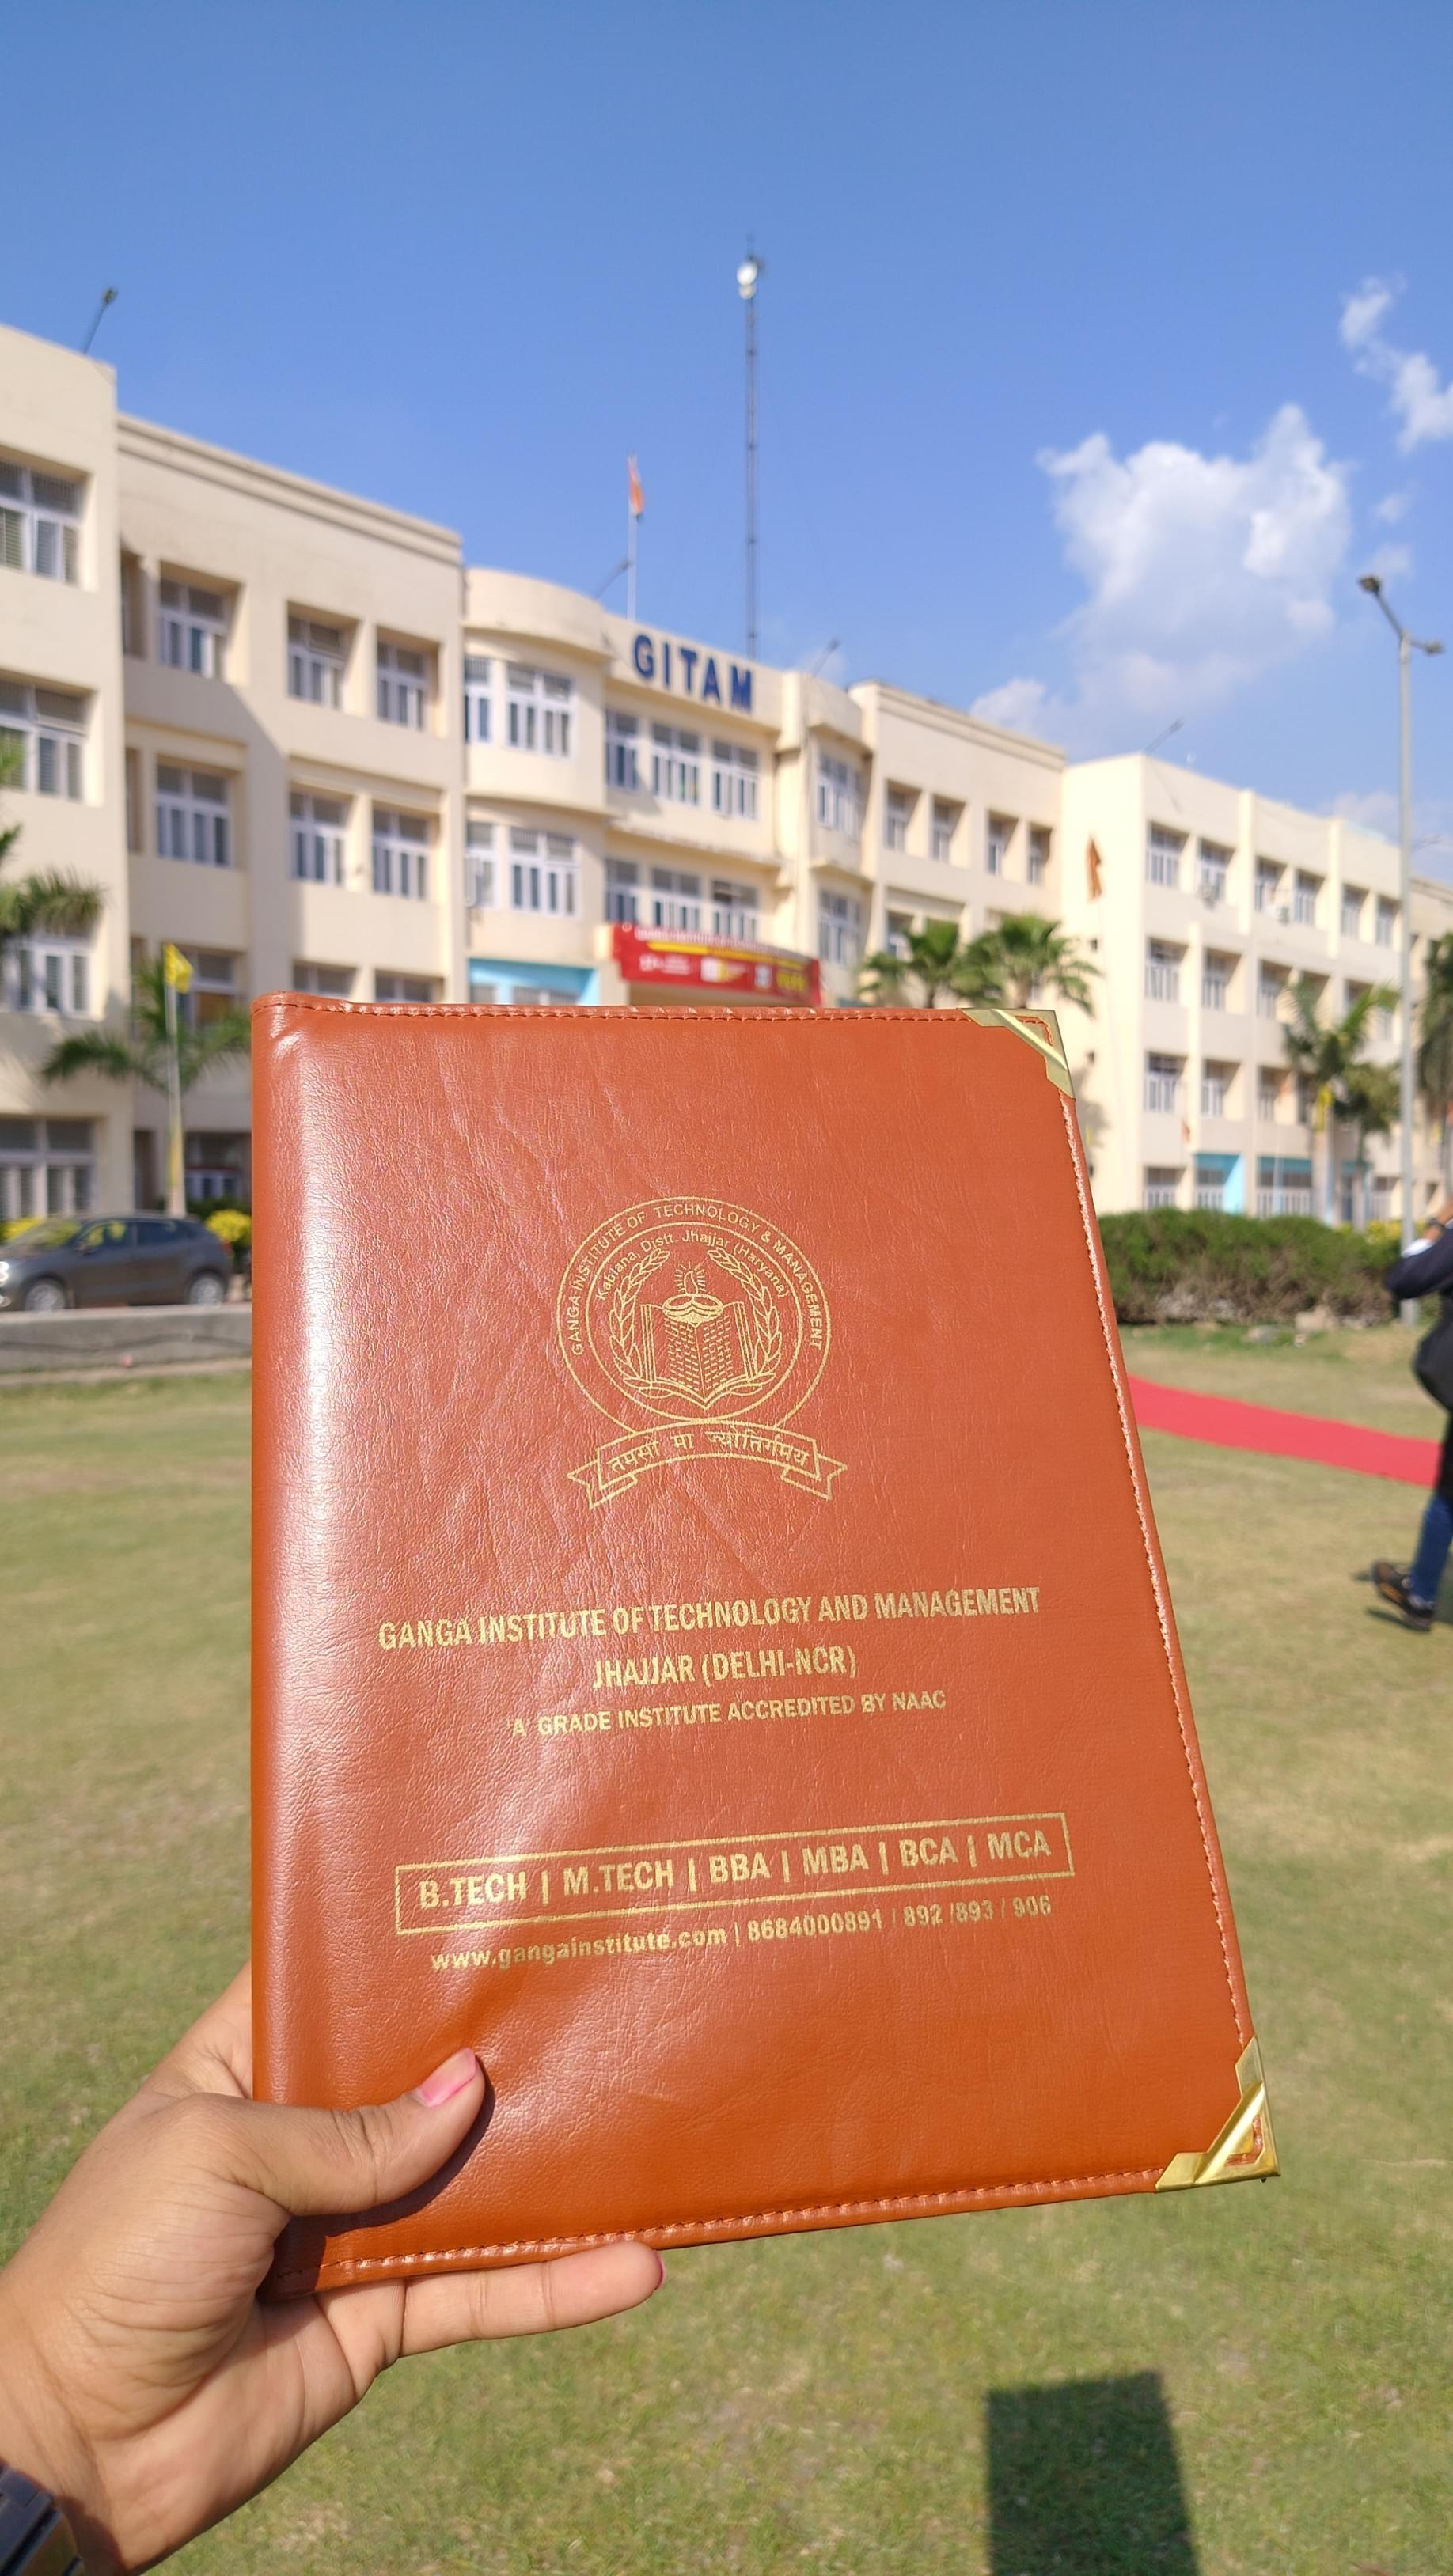 GITAM
GANGA INSTITUTE OF TECHNOLOGY & MANAGEMENT
Kablana, Distt. Jhajjar (Haryana)
तमसो मा ज्योतिर्गमय
GANGA INSTITUTE OF TECHNOLOGY AND MANAGEMENT
JHAJJAR (DELHI-NCR)
'A' GRADE INSTITUTE ACCREDITED BY NAAC
B.TECH | M.TECH | BBA | MBA | BCA | MCA
www.gangainstitute.com | 8684000891 / 892 /893 / 906